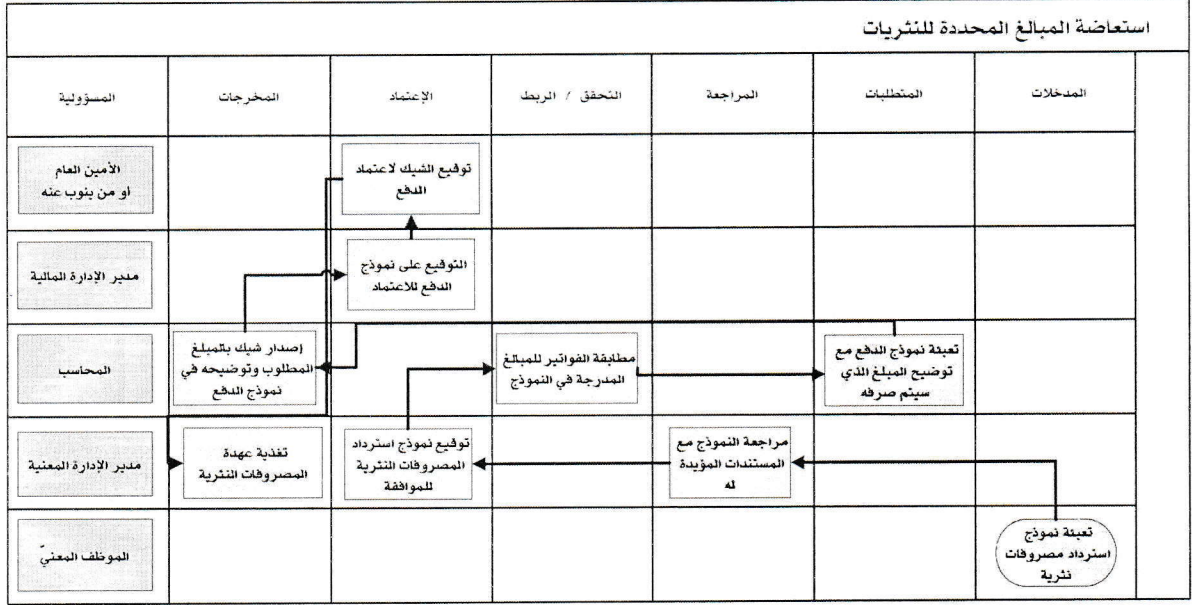 استعاضة المبالغ المحددة للنثريات
المدخلات
المتطلبات
المراجعة
التحقق / الربط
الإعتماد
المخرجات
المسؤولية
توقيع الشيك لاعتماد
الدفع
الأمين العام
او من ينوب عنه
التوقيع على نموذج
الدفع للاعتماد
مدير الإدارة المالية
تعبئة نموذج الدفع مع
توضيح المبلغ الذي
سيتم صرفه
مطابقة الفواتير للمبالغ
المدرجة في النموذج
إصدار شيك بالمبلغ
المطلوب وتوضيحه في
نموذج الدفع
المحاسب
مراجعة النموذج مع
المستندات المؤيدة
له
توقيع نموذج استرداد
المصروفات النثرية
للموافقة
تغذية عهدة
المصروفات النثرية
مدير الإدارة المعنية
تعبئة نموذج
استرداد مصروفات
نثرية
الموظف المعنيّ